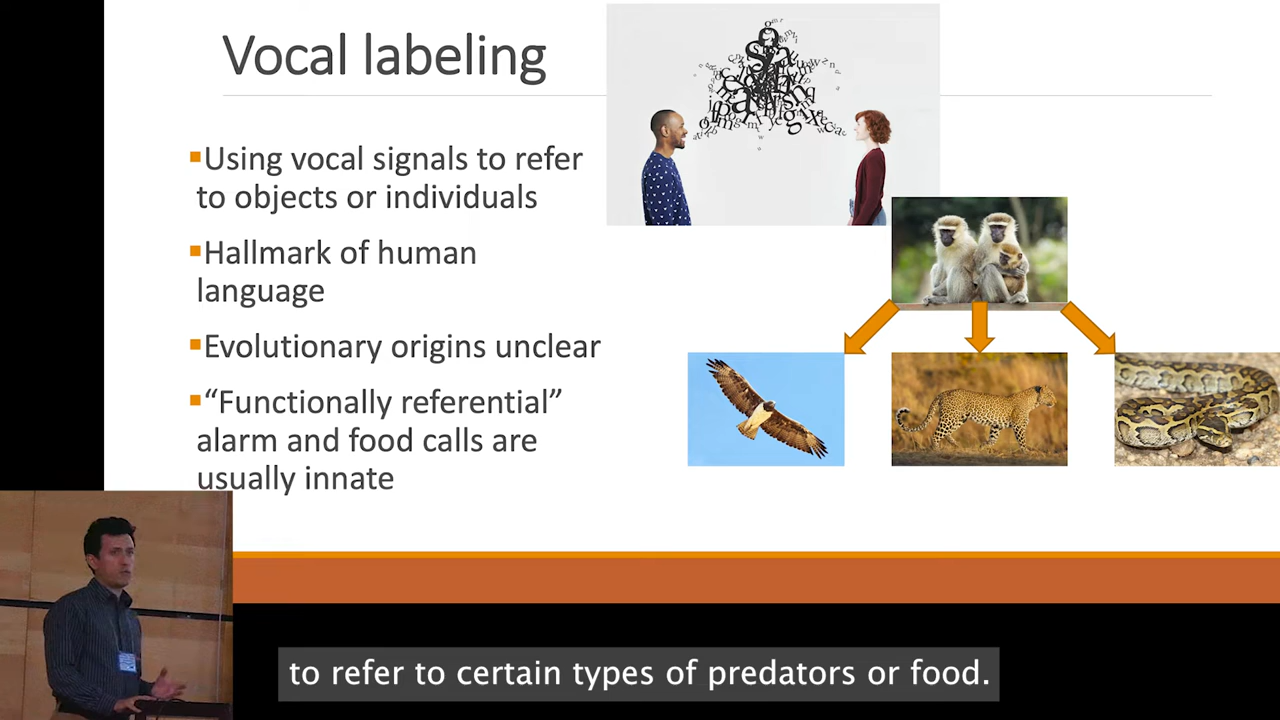 Vocal labeling
▪Using vocal signals to refer
to objects or individuals
▪Hallmark of human
language
▪Evolutionary origins unclear
▪“Functionally referential”
alarm and food calls are
usually innate
to refer to certain types of predators or food.